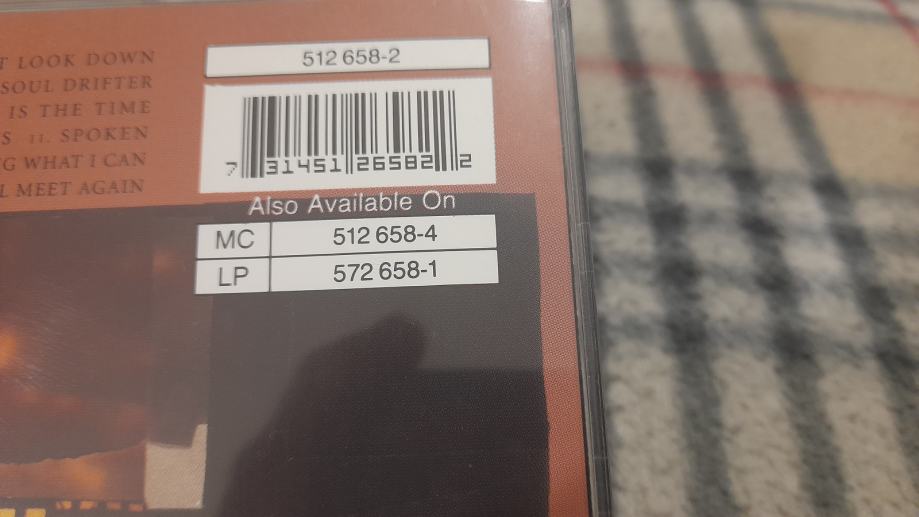 T LOOK DOWN
SOUL DRIFTER
IS THE TIME
S 11. SPOKEN
G WHAT I CAN
L MEET AGAIN
512 658-2
7 31451 26582 2
Also Available On
MC 512 658-4
LP 572 658-1